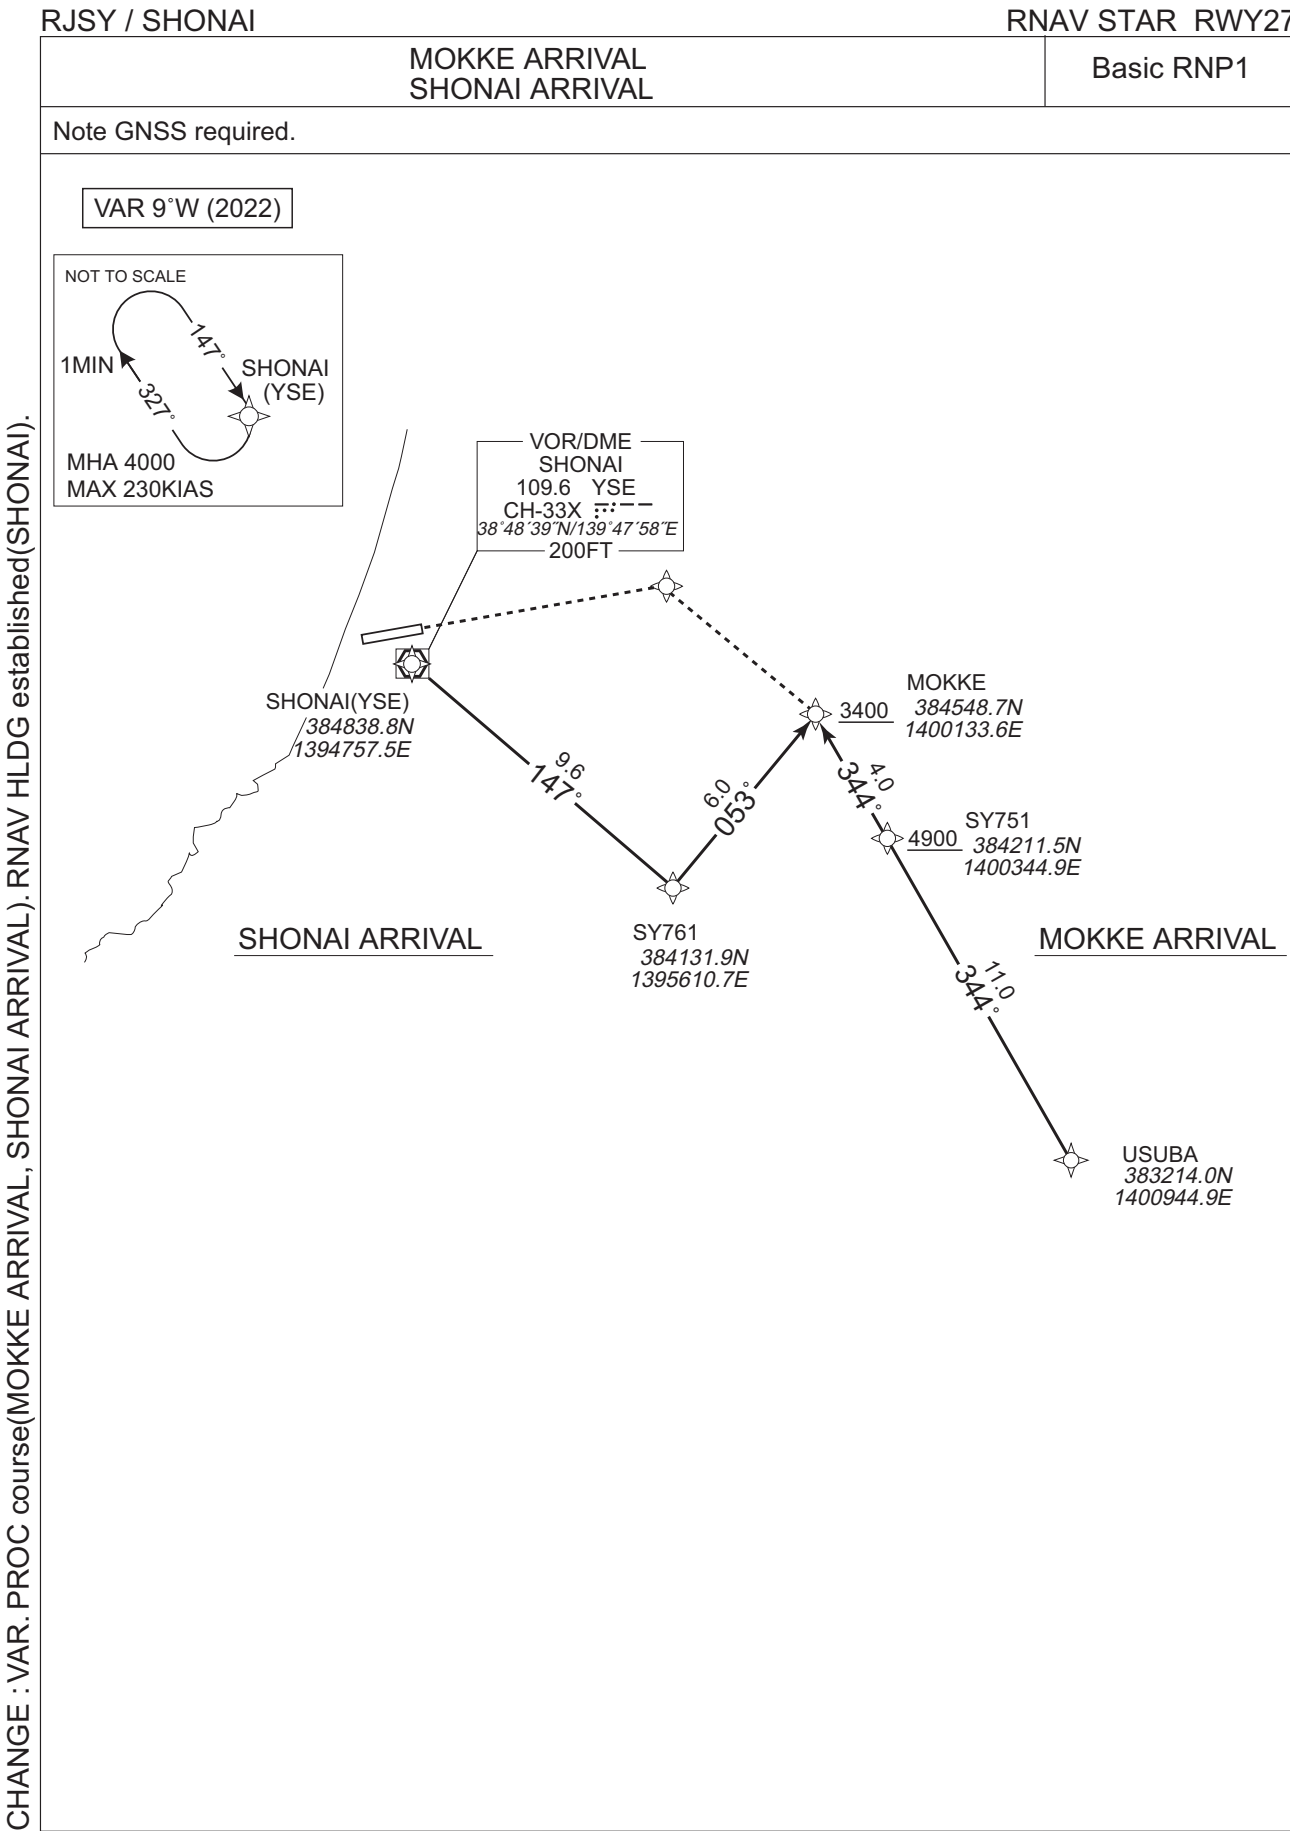 RJSY / SHONAI
RNAV STAR RWY27
MOKKE ARRIVAL
SHONAI ARRIVAL
Basic RNP1
Note GNSS required.
VAR 9˚W (2022)
NOT TO SCALE
147˚
1MIN
SHONAI
(YSE)
327˚
MHA 4000
MAX 230KIAS
VOR/DME
SHONAI
109.6 YSE
CH-33X
38˚48´39˝N/139˚47´58˝E
200FT
SHONAI(YSE)
384838.8N
1394757.5E
MOKKE
3400 384548.7N
1400133.6E
9.6
147˚
6.0
053˚
4.0
344˚
SY751
4900 384211.5N
1400344.9E
SHONAI ARRIVAL
SY761
384131.9N
1395610.7E
MOKKE ARRIVAL
11.0
344˚
USUBA
383214.0N
1400944.9E
CHANGE : VAR. PROC course(MOKKE ARRIVAL, SHONAI ARRIVAL). RNAV HLDG established(SHONAI).